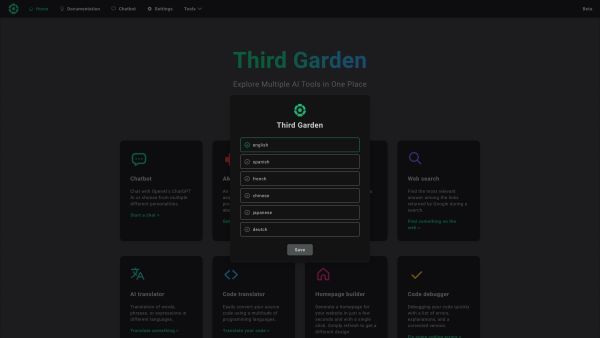 Home Documentation Chatbot Settings Tools Beta
Third Garden
Explore Multiple AI Tools in One Place
Third Garden
english
spanish
french
chinese
japanese
deutch
Save
Chatbot
Chat with OpenAI's ChatGPT
AI or choose from multiple
different personalities.
Start a chat >
Web search
Find the most relevant
answer among the links
returned by Google during a
search.
Find something on the
web >
AI translator
Translation of words,
phrases, or expressions in
different languages.
Translate something >
Code translator
Easily convert your source
code using a multitude of
programming languages.
Translate your code >
Homepage builder
Generate a homepage for
your website in just a few
seconds and with a single
click. Simply refresh to get a
different design
Code debugger
Debugging your code quickly
with a list of errors,
explanations, and a
corrected version.